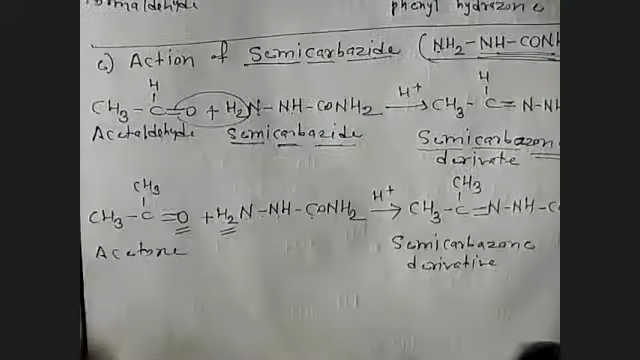 phenyl hydrazone
c) Action of Semicarbazide (NH2-NH-CONH
H
H
CH3-C=O + H2N-NH-CONH2 H+→ CH3-C=N-NH
Acetaldehyde Semicarbazide Semicarbazon
derivate
CH3 CH3
CH3-C=O + H2N-NH-CONH2 H+→ CH3-C=N-NH-C
Acetone Semicarbazone
derivative